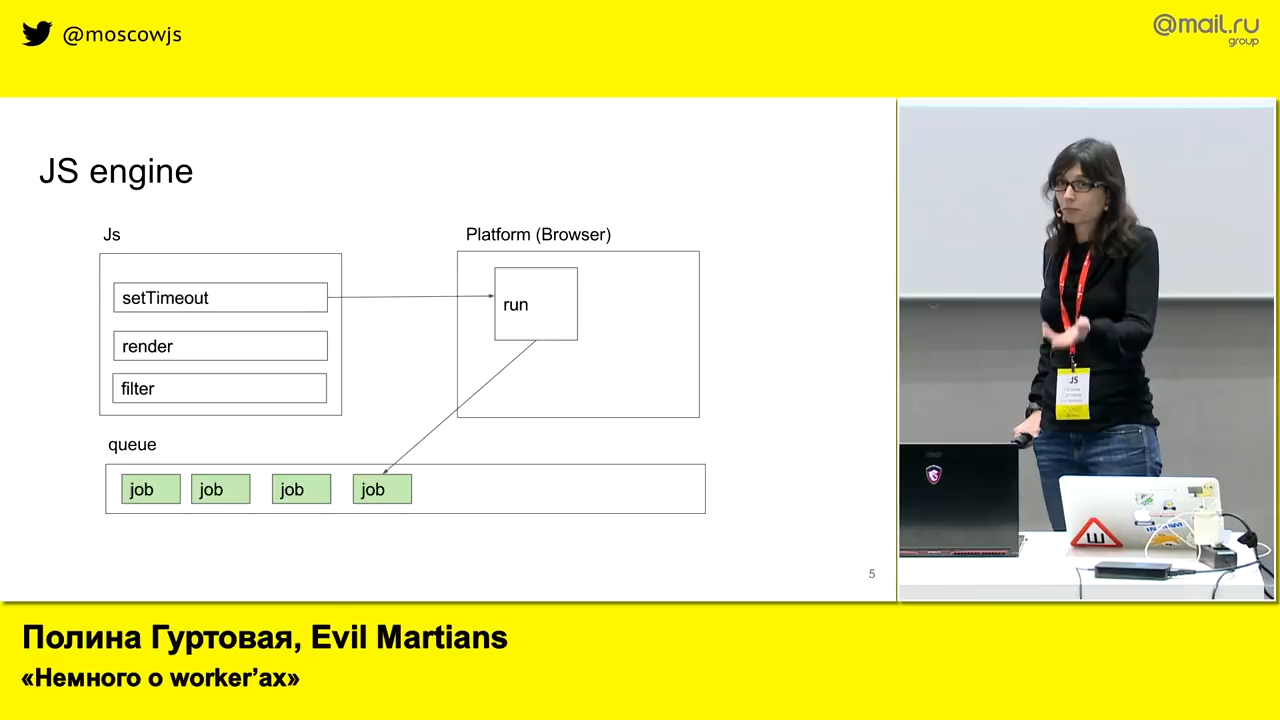 @moscowjs
@mail.ru
group
JS engine
Js
Platform (Browser)
setTimeout
run
render
filter
queue
job
job
job
job
5
JS
Ш
Полина Гуртовая, Evil Martians
«Немного о worker’ах»